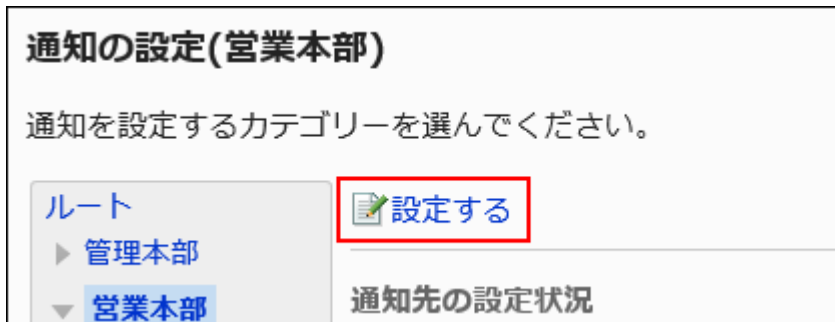 通知の設定(営業本部)
通知を設定するカテゴリーを選んでください。
ルート
管理本部
営業本部
設定する
通知先の設定状況